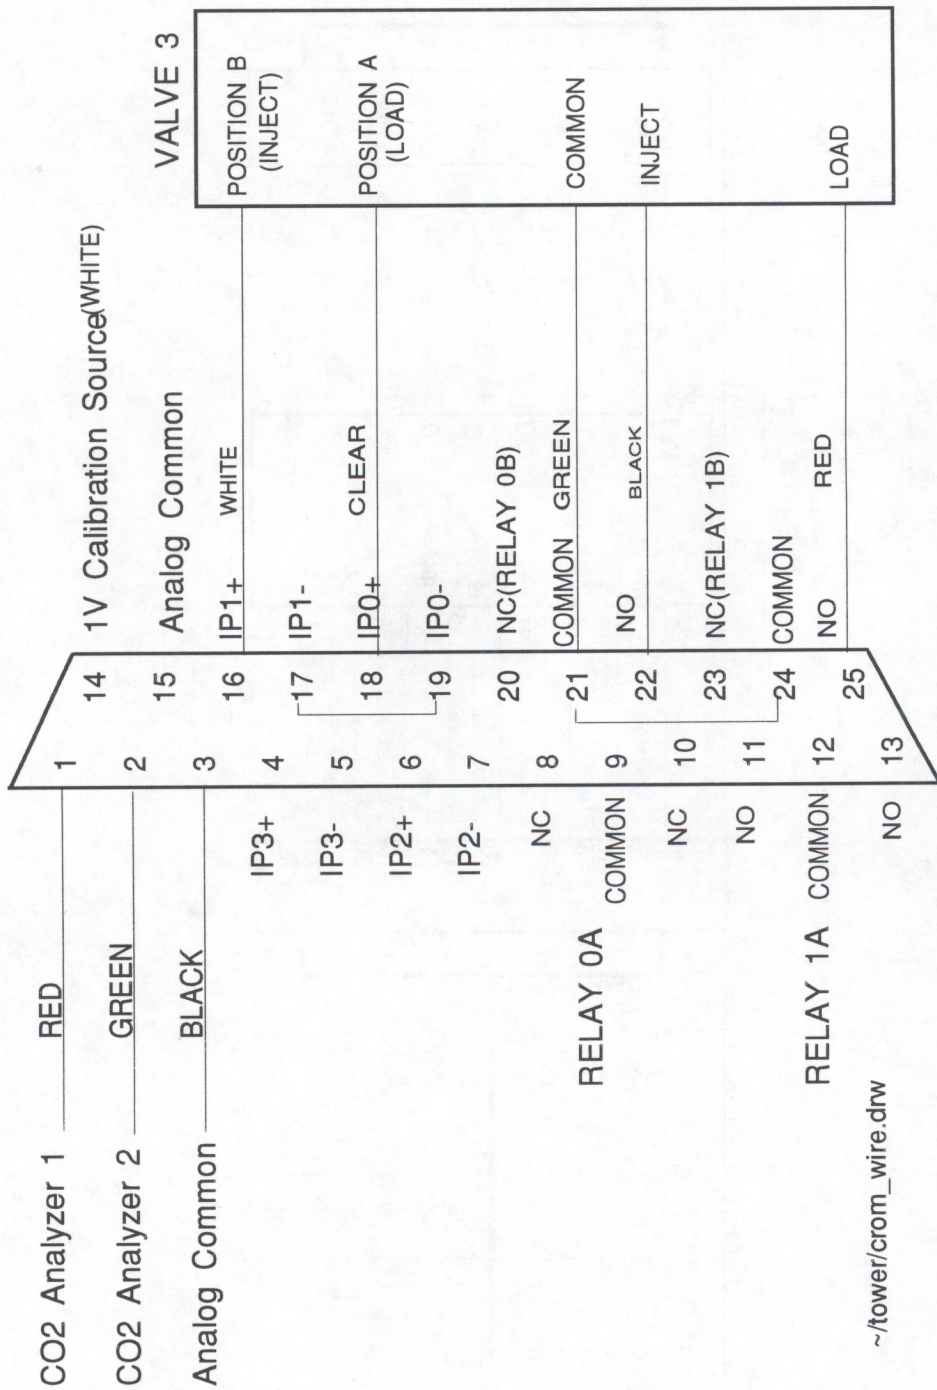 CO2 Analyzer 1 RED 1
CO2 Analyzer 2 GREEN 2
Analog Common BLACK 3
IP3+ 4
IP3- 5
IP2+ 6
IP2- 7
NC 8
RELAY 0A COMMON 9
NC 10
NO 11
RELAY 1A COMMON 12
NO 13
14 1V Calibration Source(WHITE)
15 Analog Common
16 IP1+ WHITE
17 IP1-
18 IP0+ CLEAR
19 IP0-
20 NC(RELAY 0B)
21 COMMON GREEN
22 NO BLACK
23 NC(RELAY 1B)
24 COMMON
25 NO RED
VALVE 3
POSITION B
(INJECT)
POSITION A
(LOAD)
COMMON
INJECT
LOAD
~/tower/crom_wire.drw